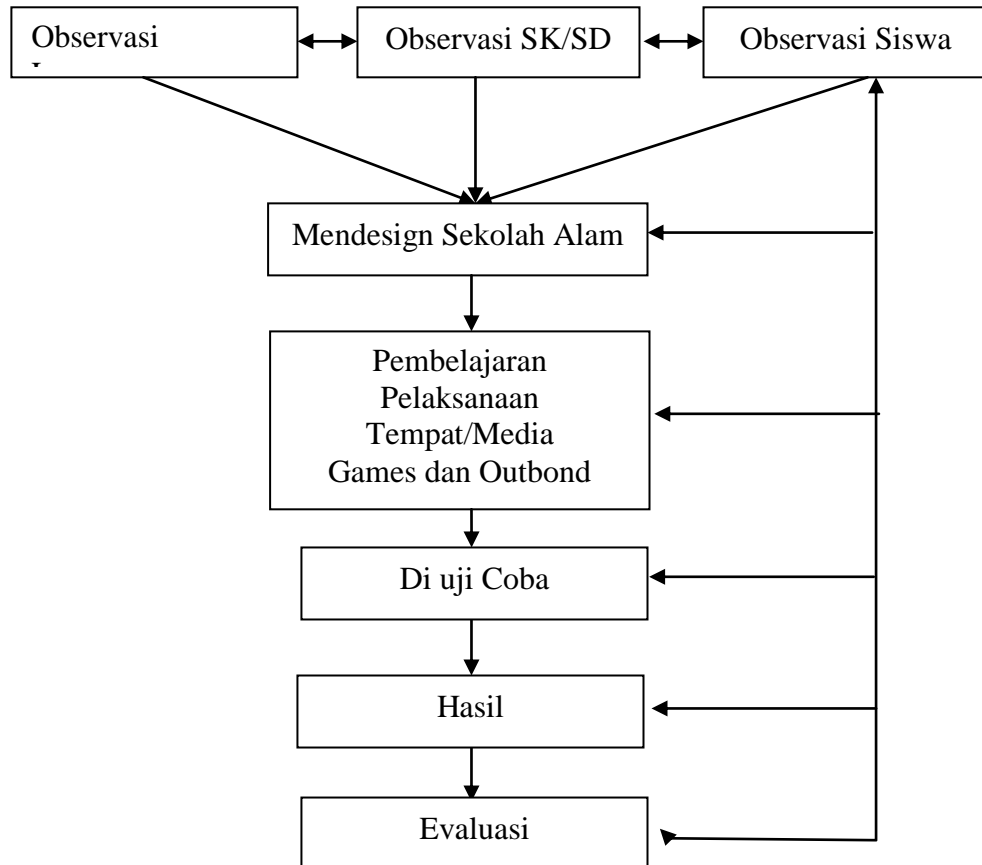 Observasi
Observasi SK/SD
Observasi Siswa
Mendesign Sekolah Alam
Pembelajaran
Pelaksanaan
Tempat/Media
Games dan Outbond
Di uji Coba
Hasil
Evaluasi